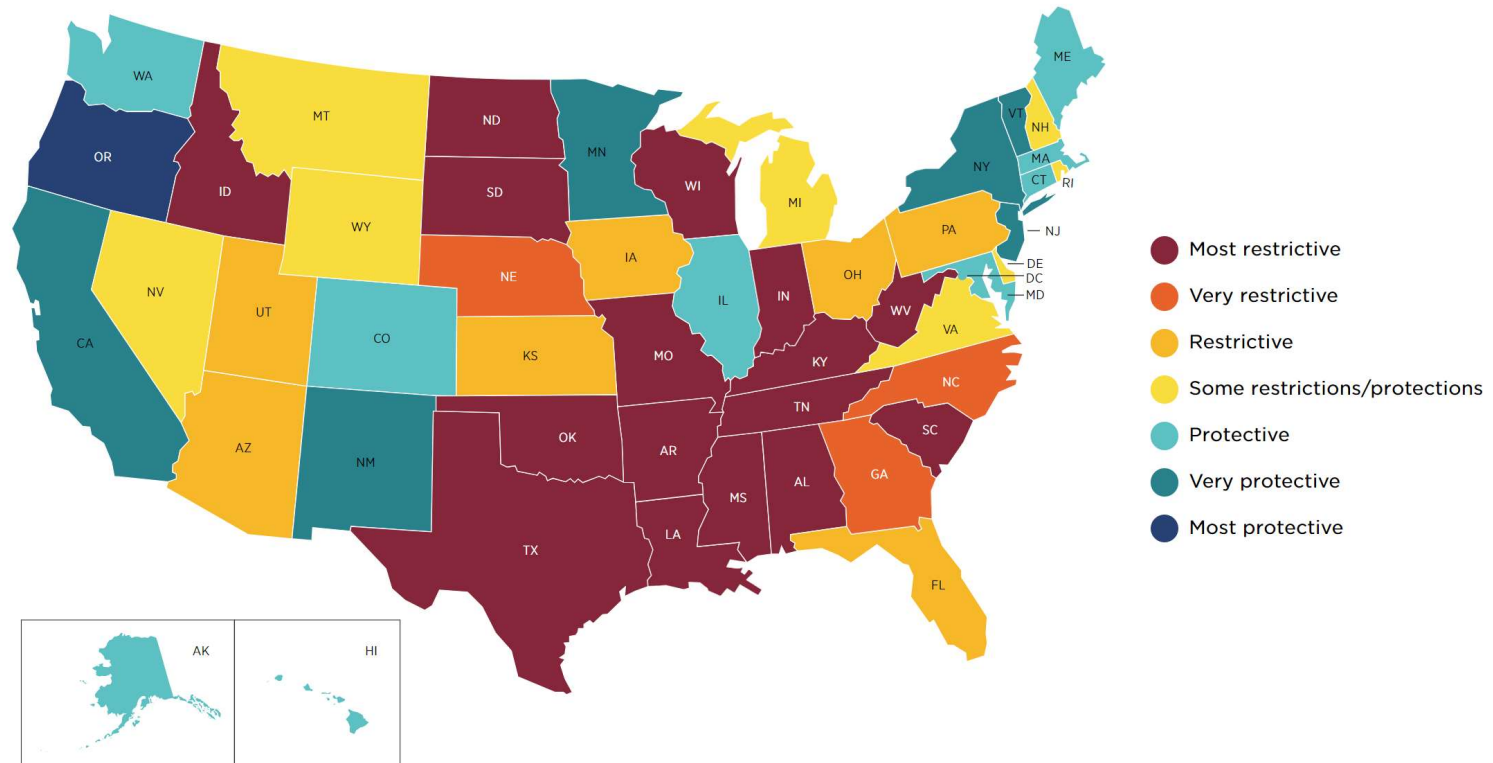 ME
WA
VT
NH
MT
ND
MN
OR
MA
NY
CT
RI
ID
SD
WI
MI
WY
PA
NJ
IA
NE
DE
OH
DC
NV
MD
IL
IN
UT
WV
VA
CO
CA
KS
MO
KY
NC
TN
OK
SC
AZ
NM
AR
GA
MS
AL
LA
TX
FL
AK
HI
Most restrictive
Very restrictive
Restrictive
Some restrictions/protections
Protective
Very protective
Most protective